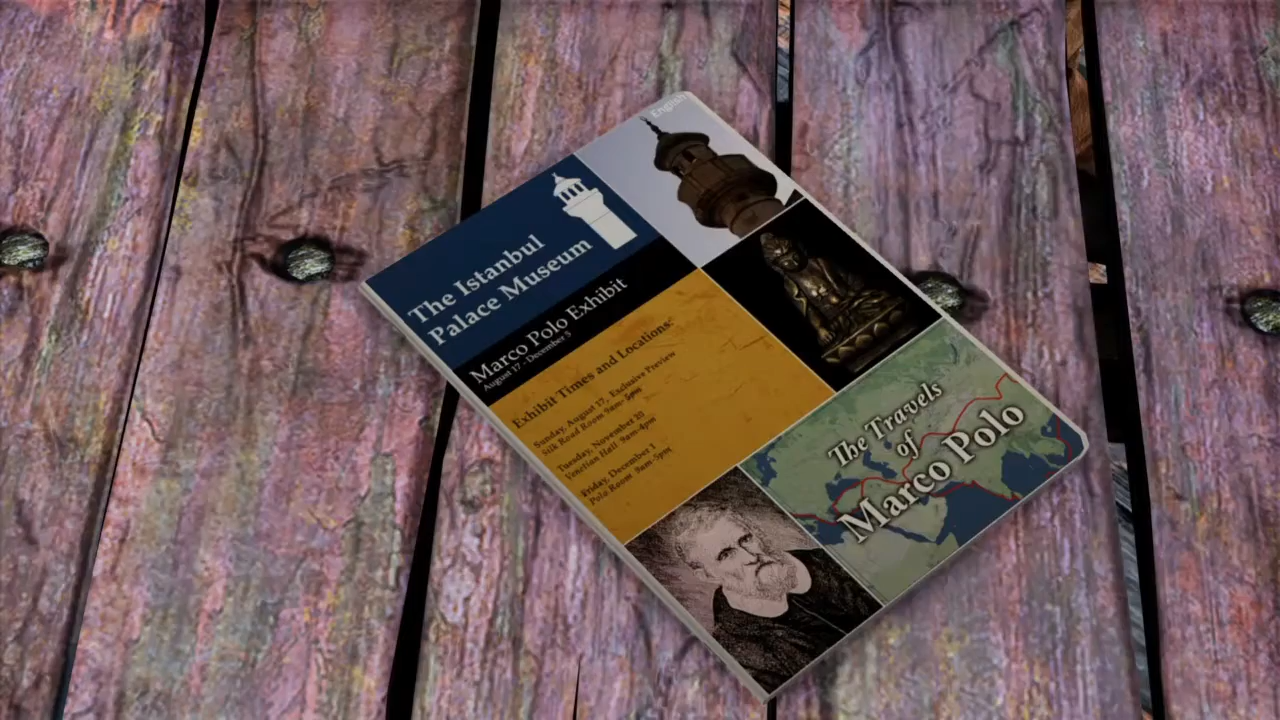 English
The Istanbul
Palace Museum
Marco Polo Exhibit
August 17 - December 5
Exhibit Times and Locations:
Sunday, August 17, Exclusive Preview
Silk Road Room 9am- 5pm
Tuesday, November 20
Venetian Hall 9am-4pm
Friday, December 1
Polo Room 9am-5pm
The Travels
of
Marco Polo